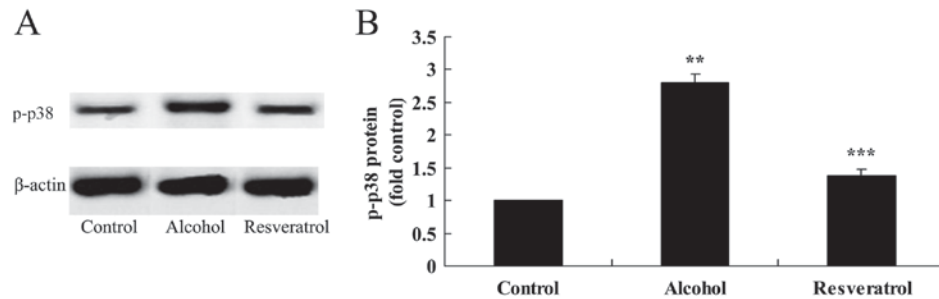 A
p-p38
β-actin
Control Alcohol Resveratrol
B
p-p38 protein
(fold control)
3.5
3
2.5
2
1.5
1
0.5
0
**
***
Control Alcohol Resveratrol